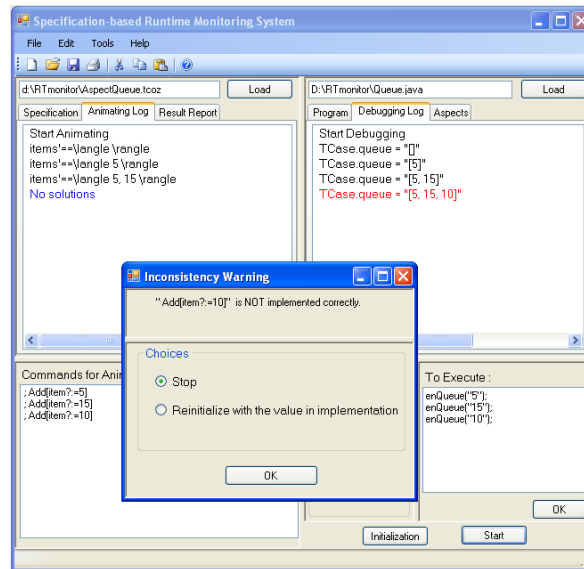 Specification-based Runtime Monitoring System
File Edit Tools Help
d:\RTmonitor\AspectQueue.tcoz Load
Specification Animating Log Result Report
Start Animating
items'==\langle \rangle
items'==\langle 5 \rangle
items'==\langle 5, 15 \rangle
No solutions
D:\RTmonitor\Queue.java Load
Program Debugging Log Aspects
Start Debugging
TCase.queue = "[]"
TCase.queue = "[5]"
TCase.queue = "[5, 15]"
TCase.queue = "[5, 15, 10]"
Inconsistency Warning
"Add[item?:=10]" is NOT implemented correctly.
Choices
Stop
Reinitialize with the value in implementation
OK
Commands for Ani
; Add[item?:=5]
; Add[item?:=15]
; Add[item?:=10]
To Execute :
enQueue("5");
enQueue("15");
enQueue("10");
OK
Initialization Start